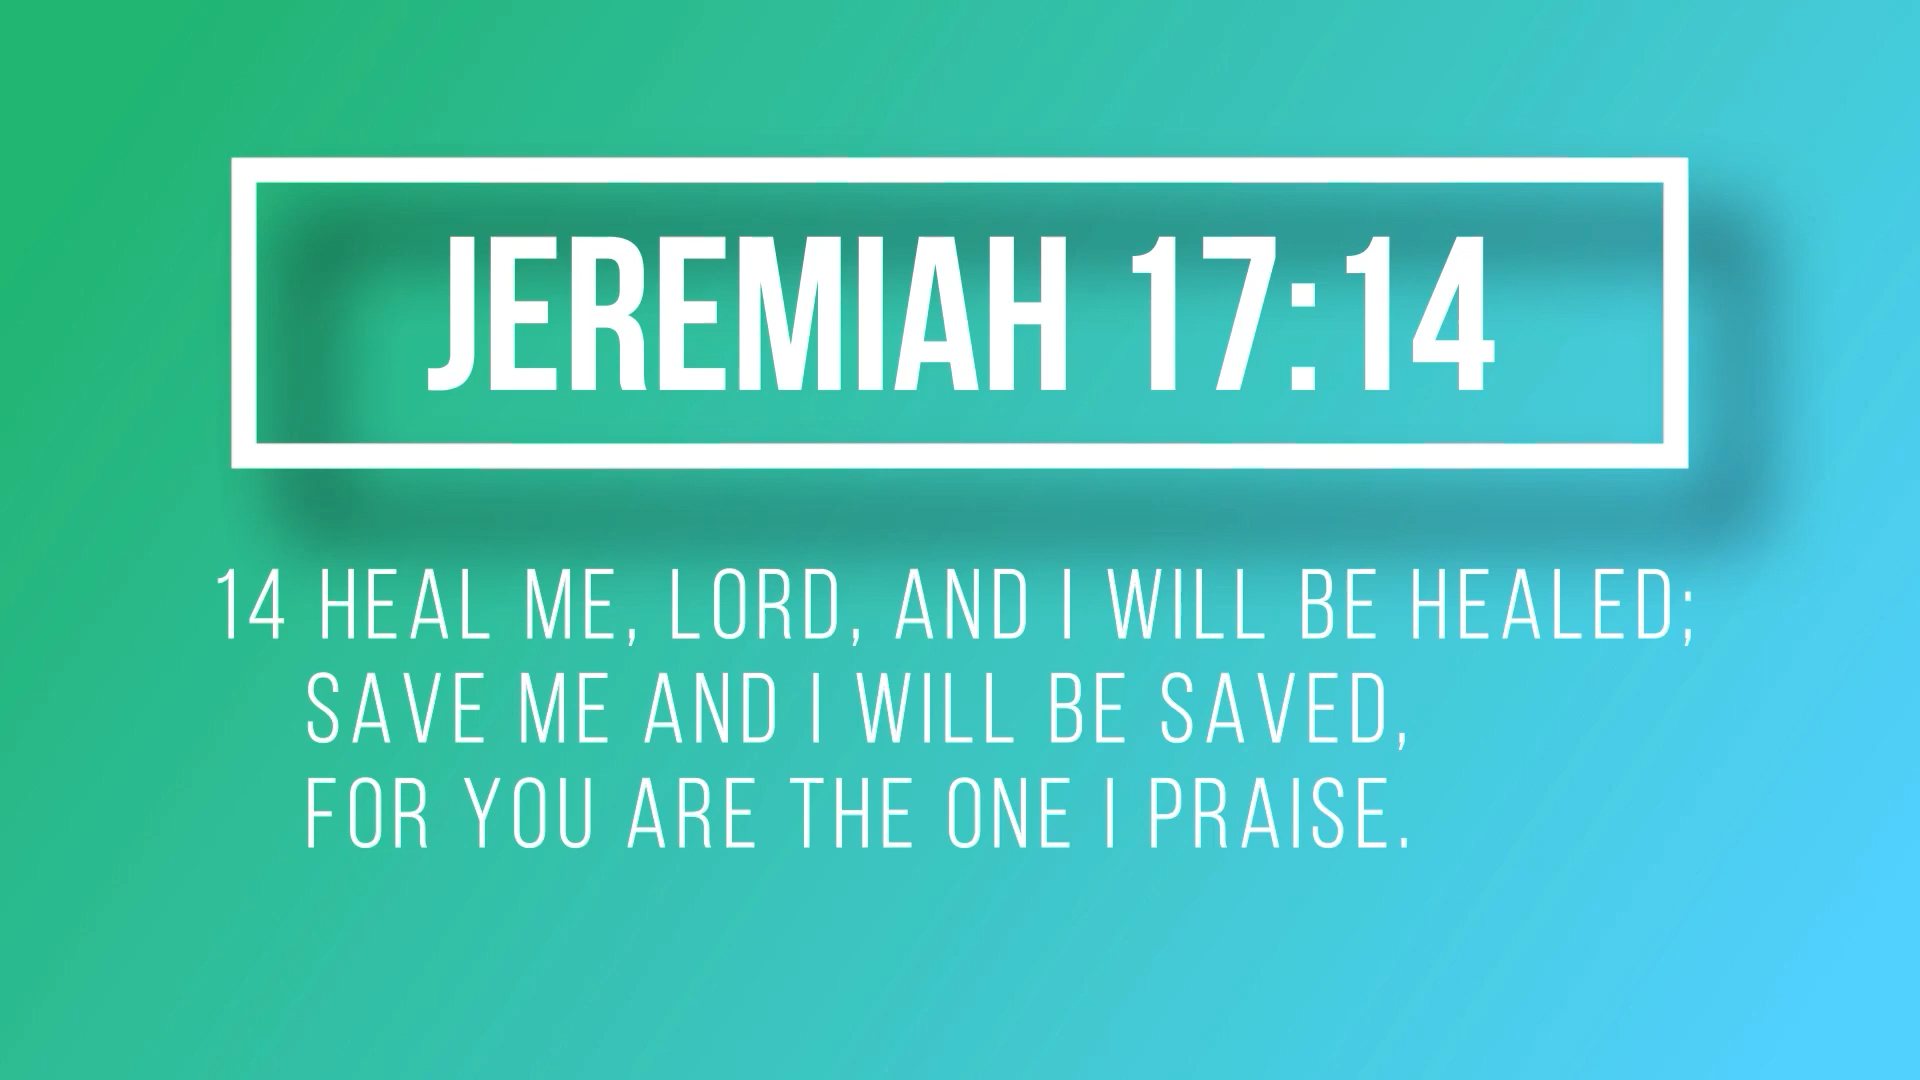 JEREMIAH 17:14
14 HEAL ME, LORD, AND I WILL BE HEALED;
SAVE ME AND I WILL BE SAVED,
FOR YOU ARE THE ONE I PRAISE.